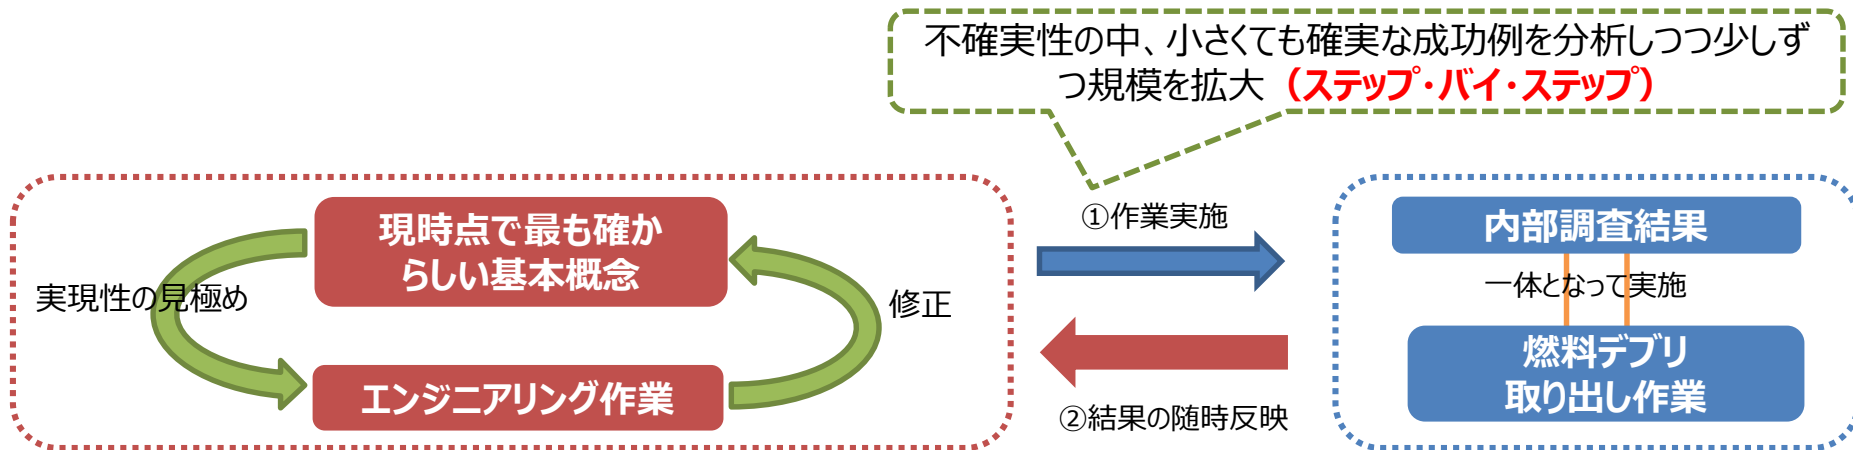 不確実性の中、小さくても確実な成功例を分析しつつ少しず
つ規模を拡大（ステップ・バイ・ステップ）
現時点で最も確か
らしい基本概念
実現性の見極め
修正
エンジニアリング作業
①作業実施
②結果の随時反映
内部調査結果
一体となって実施
燃料デブリ
取り出し作業